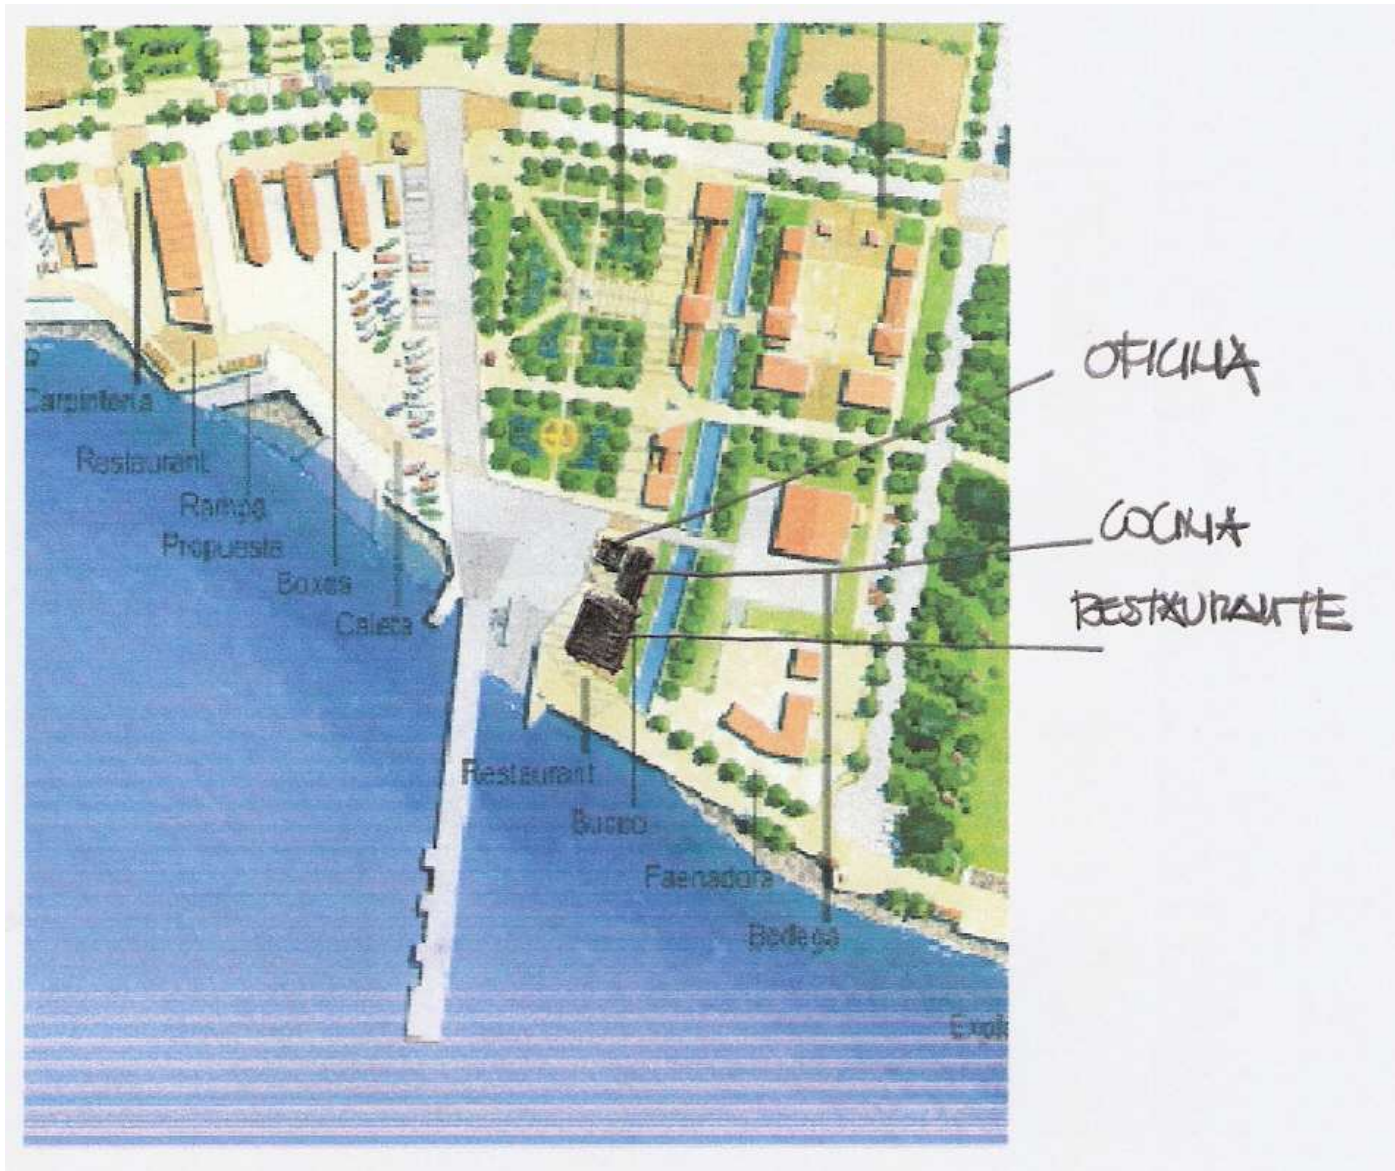 OFICINA
COCINA
RESTAURANTE
Carpinteria
Restaurant
Rampa
Propuesta
Boxes
Caleta
Restaurant
Buceo
Faenadora
Bodega